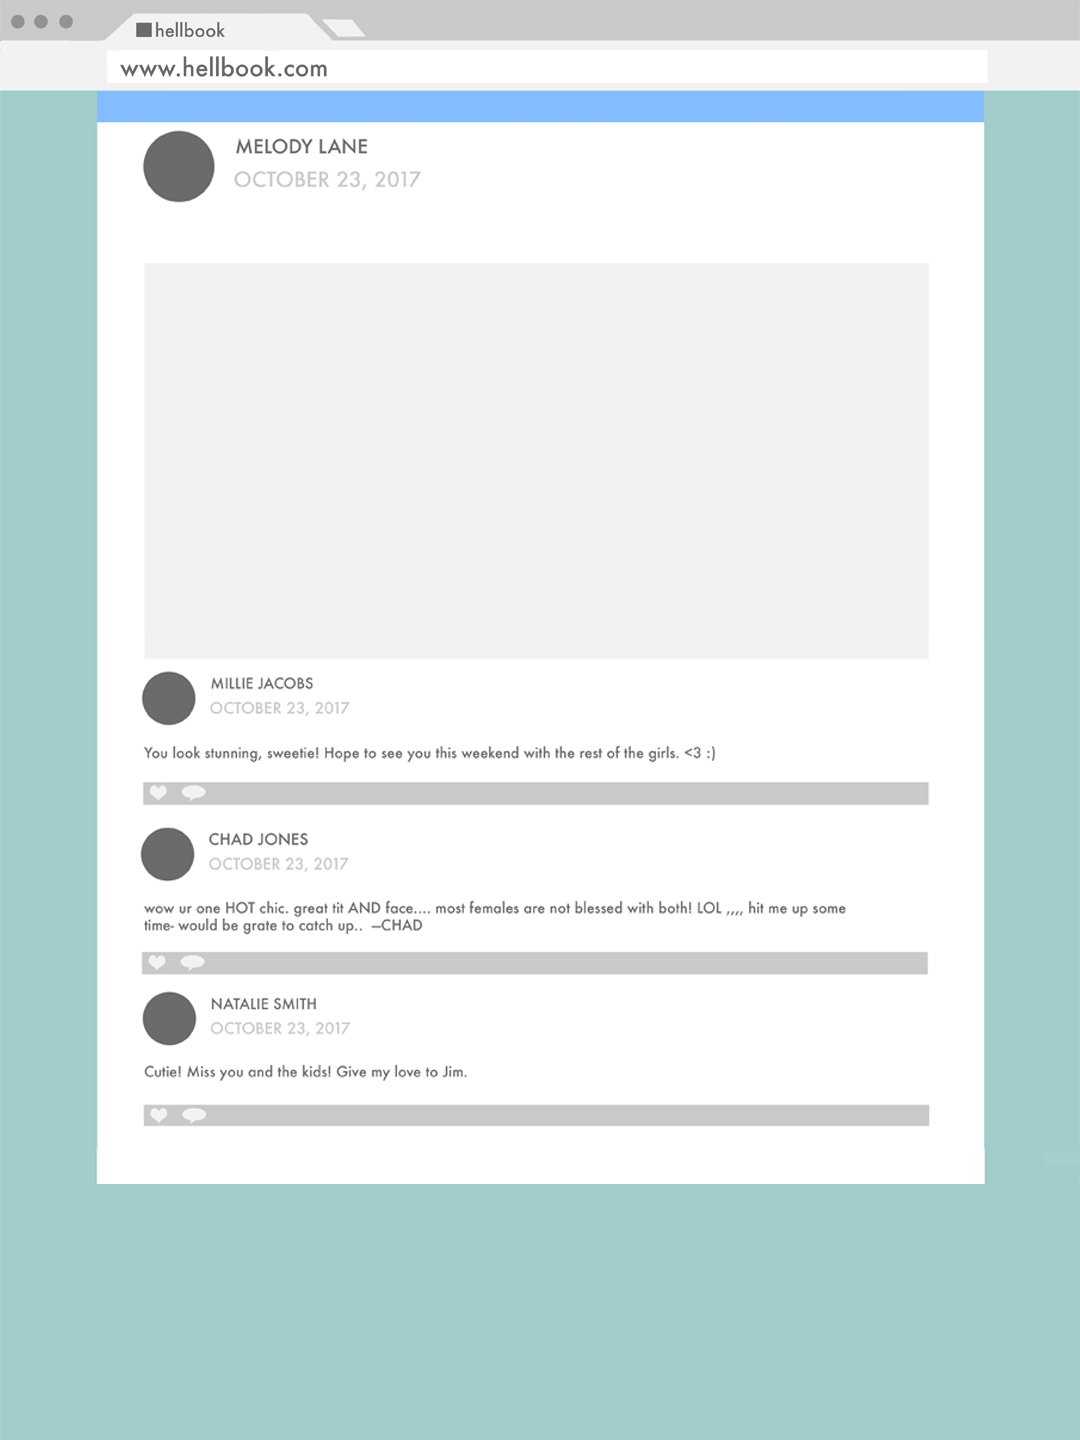 hellbook
www.hellbook.com
MELODY LANE
OCTOBER 23, 2017
MILLIE JACOBS
OCTOBER 23, 2017
You look stunning, sweetie! Hope to see you this weekend with the rest of the girls. <3 :)
CHAD JONES
OCTOBER 23, 2017
wow ur one HOT chic. great tit AND face.... most females are not blessed with both! LOL ,,,, hit me up some
time- would be grate to catch up..  —CHAD
NATALIE SMITH
OCTOBER 23, 2017
Cutie! Miss you and the kids! Give my love to Jim.